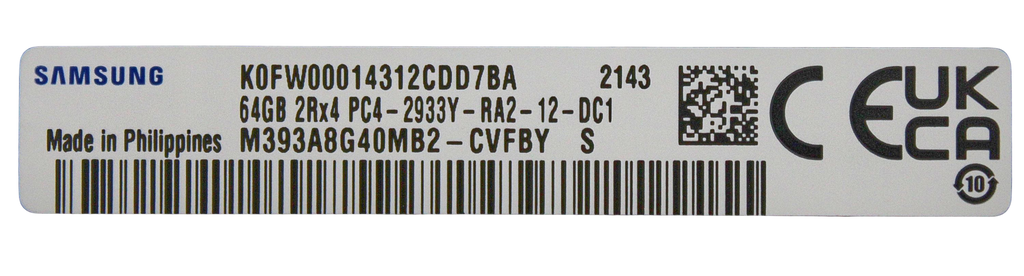 SAMSUNG K0FW00014312CDD7BA 2143
64GB 2Rx4 PC4-2933Y-RA2-12-DC1
Made in Philippines M393A8G40MB2-CVFBY S
CE UK
CA
10